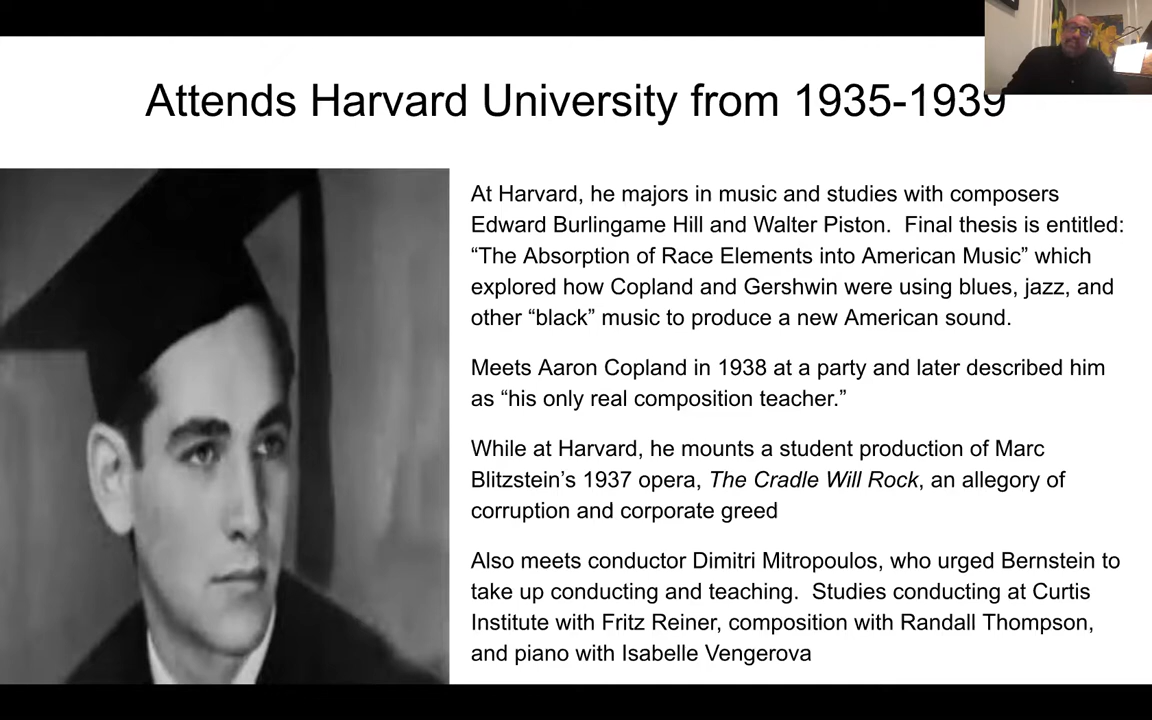 Attends Harvard University from 1935-1939
At Harvard, he majors in music and studies with composers
Edward Burlingame Hill and Walter Piston.  Final thesis is entitled:
“The Absorption of Race Elements into American Music” which
explored how Copland and Gershwin were using blues, jazz, and
other “black” music to produce a new American sound.
Meets Aaron Copland in 1938 at a party and later described him
as “his only real composition teacher.”
While at Harvard, he mounts a student production of Marc
Blitzstein’s 1937 opera, The Cradle Will Rock, an allegory of
corruption and corporate greed
Also meets conductor Dimitri Mitropoulos, who urged Bernstein to
take up conducting and teaching.  Studies conducting at Curtis
Institute with Fritz Reiner, composition with Randall Thompson,
and piano with Isabelle Vengerova